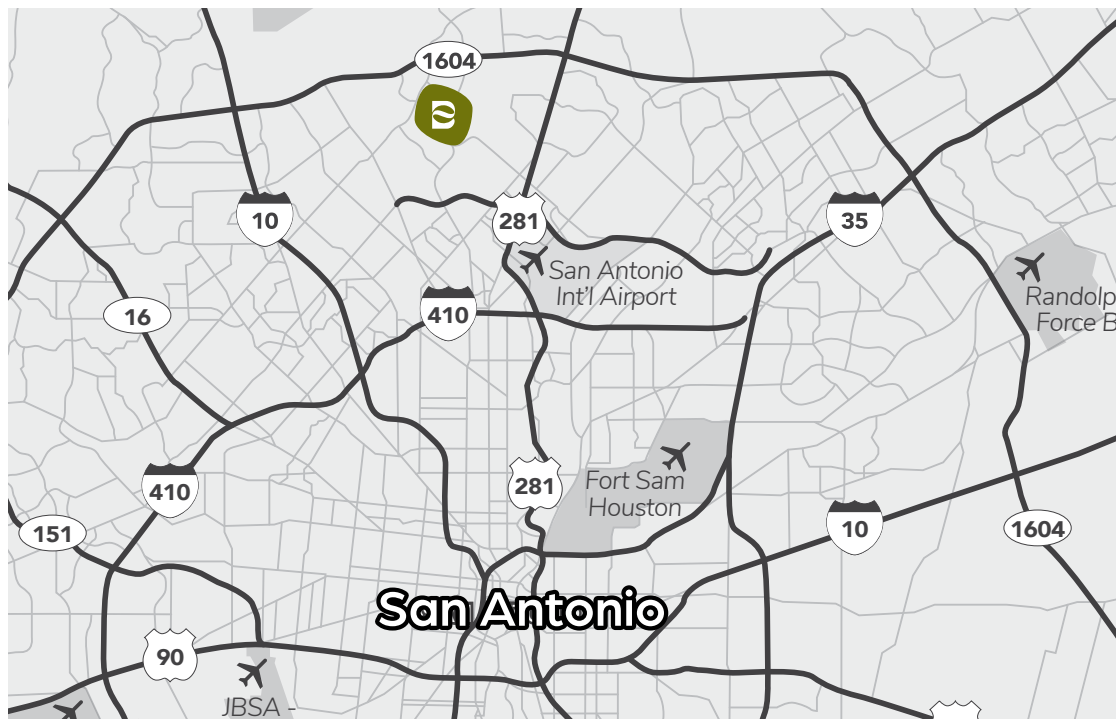 1604
10
281
35
San Antonio
Int'l Airport
Randolp
Force B
16
410
410
281
Fort Sam
Houston
151
10
1604
San Antonio
90
JBSA -